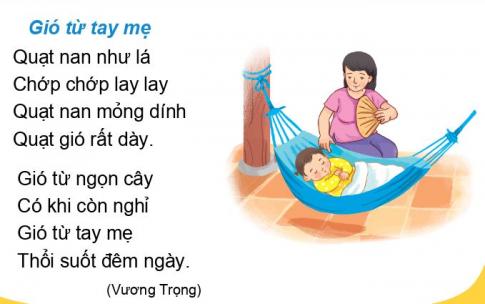 Gió từ tay mẹ
Quạt nan như lá
Chớp chớp lay lay
Quạt nan mỏng dính
Quạt gió rất dày.
Gió từ ngọn cây
Có khi còn nghỉ
Gió từ tay mẹ
Thổi suốt đêm ngày.
(Vương Trọng)